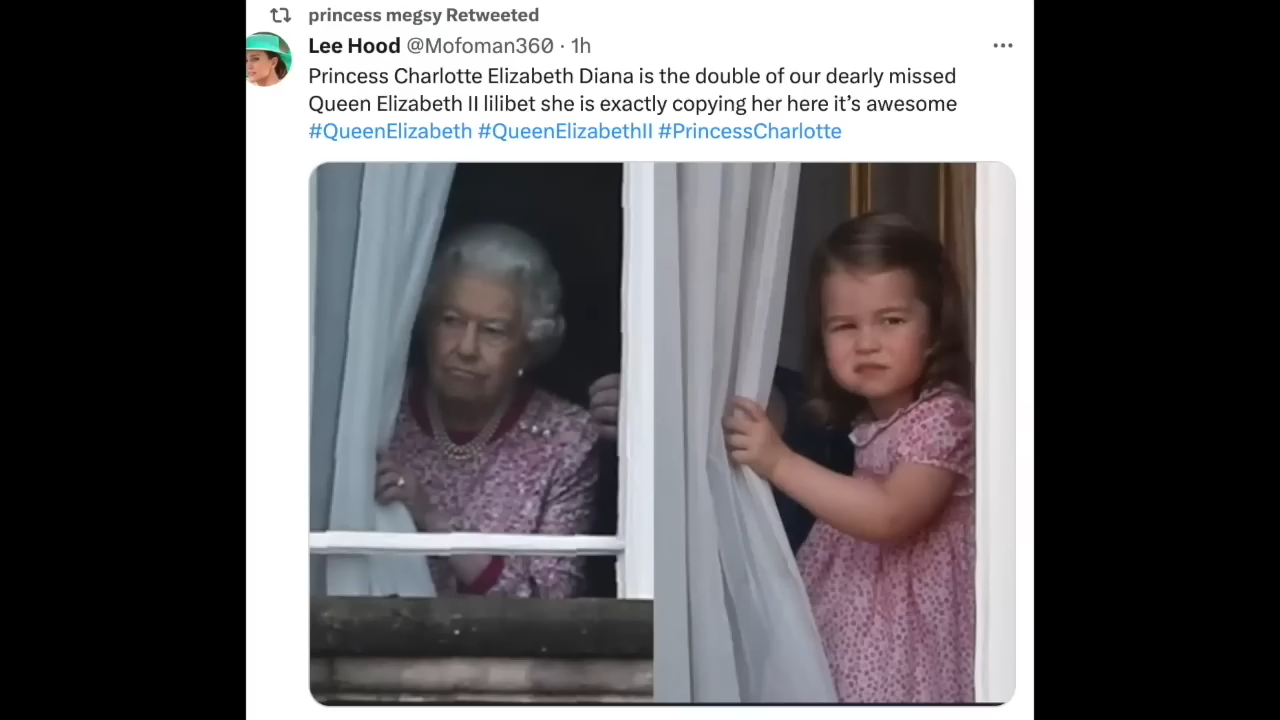 princess megsy Retweeted
Lee Hood @Mofoman360 · 1h
Princess Charlotte Elizabeth Diana is the double of our dearly missed
Queen Elizabeth II lilibet she is exactly copying her here it’s awesome
#QueenElizabeth #QueenElizabethII #PrincessCharlotte